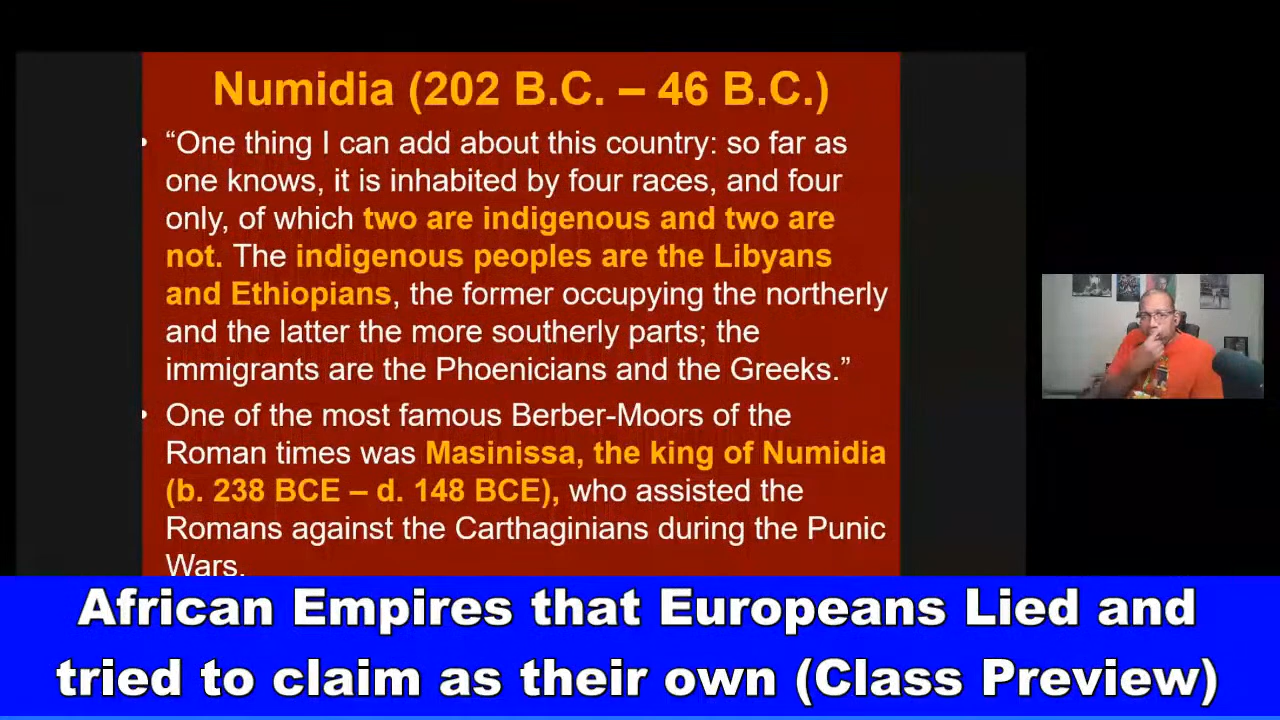 Numidia (202 B.C. – 46 B.C.)
• “One thing I can add about this country: so far as
one knows, it is inhabited by four races, and four
only, of which two are indigenous and two are
not. The indigenous peoples are the Libyans
and Ethiopians, the former occupying the northerly
and the latter the more southerly parts; the
immigrants are the Phoenicians and the Greeks.”
• One of the most famous Berber-Moors of the
Roman times was Masinissa, the king of Numidia
(b. 238 BCE – d. 148 BCE), who assisted the
Romans against the Carthaginians during the Punic
Wars.
African Empires that Europeans Lied and
tried to claim as their own (Class Preview)